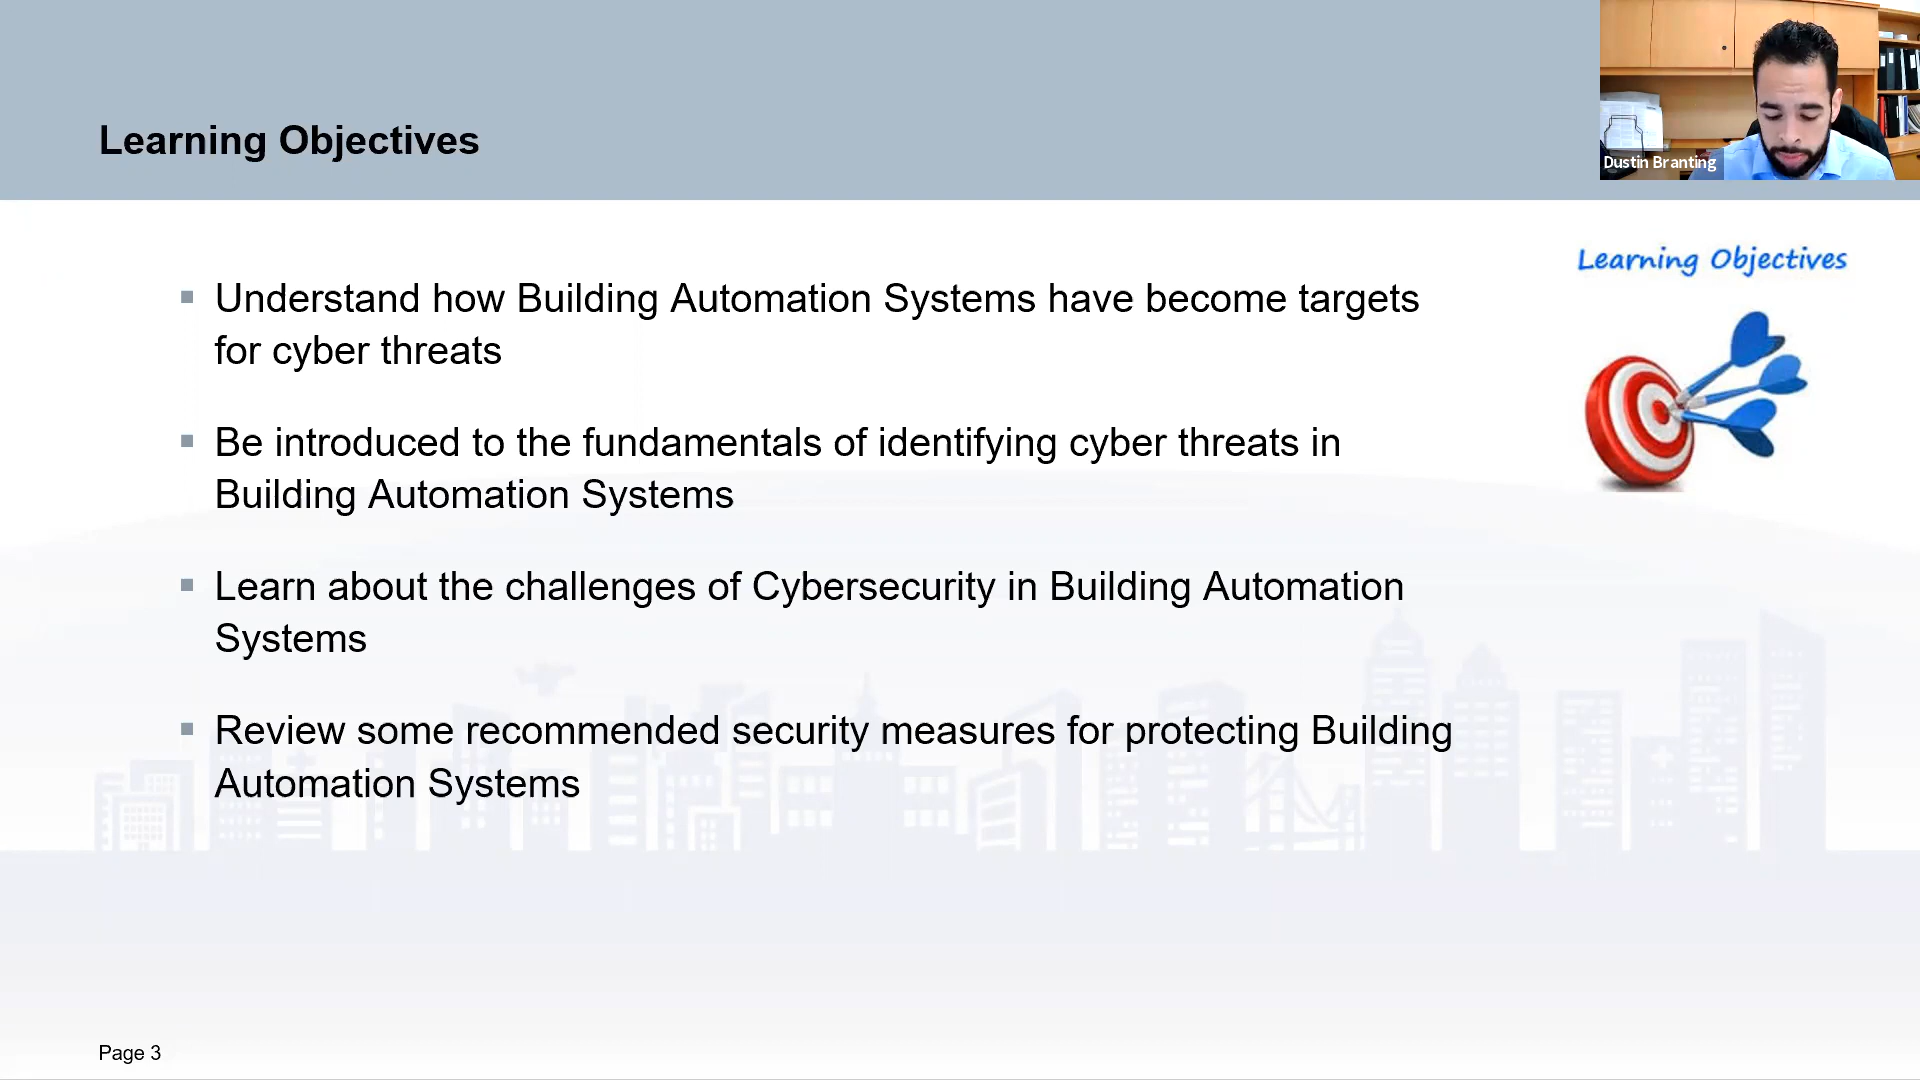 Learning Objectives
Dustin Branting
Learning Objectives
Understand how Building Automation Systems have become targets
for cyber threats
Be introduced to the fundamentals of identifying cyber threats in
Building Automation Systems
Learn about the challenges of Cybersecurity in Building Automation
Systems
Review some recommended security measures for protecting Building
Automation Systems
Page 3